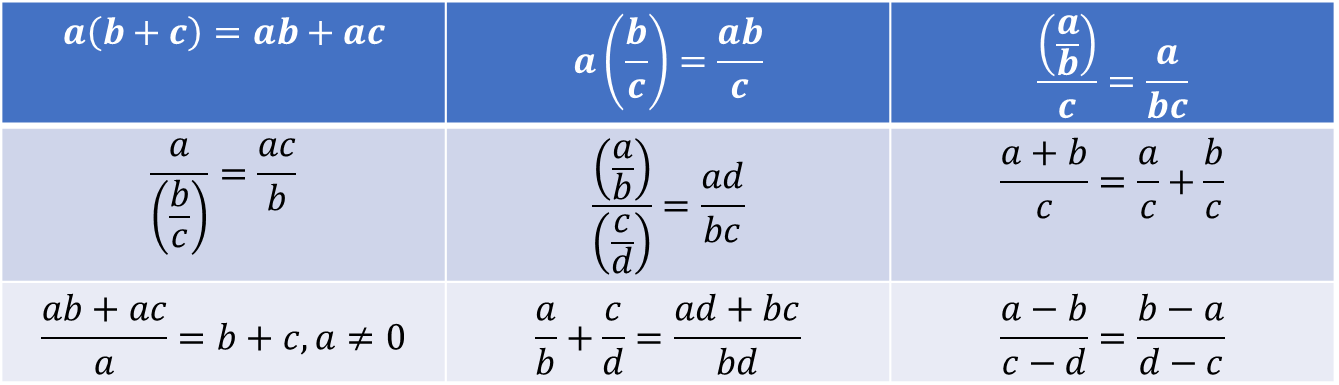 a(b + c) = ab + ac
a(b/c) = ab/c
(a/b)/c = a/bc
a/(b/c) = ac/b
(a/b)/(c/d) = ad/bc
(a + b)/c = a/c + b/c
(ab + ac)/a = b + c, a ≠ 0
a/b + c/d = (ad + bc)/bd
(a − b)/(c − d) = (b − a)/(d − c)